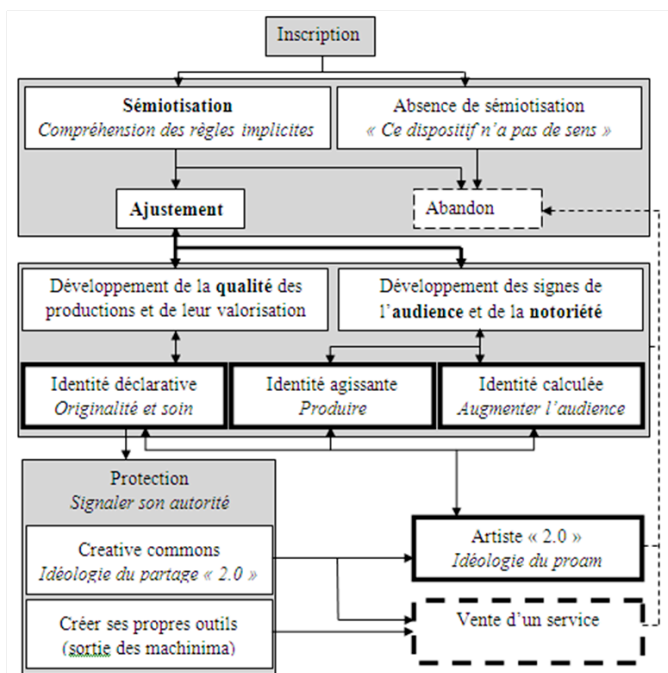 Inscription
Sémiotisation
Compréhension des règles implicites
Absence de sémiotisation
« Ce dispositif n'a pas de sens »
Ajustement
Abandon
Développement de la qualité des
productions et de leur valorisation
Développement des signes de
l'audience et de la notoriété
Identité déclarative
Originalité et soin
Identité agissante
Produire
Identité calculée
Augmenter l'audience
Protection
Signaler son autorité
Creative commons
Idéologie du partage « 2.0 »
Créer ses propres outils
(sortie des machinima)
Artiste « 2.0 »
Idéologie du proam
Vente d'un service